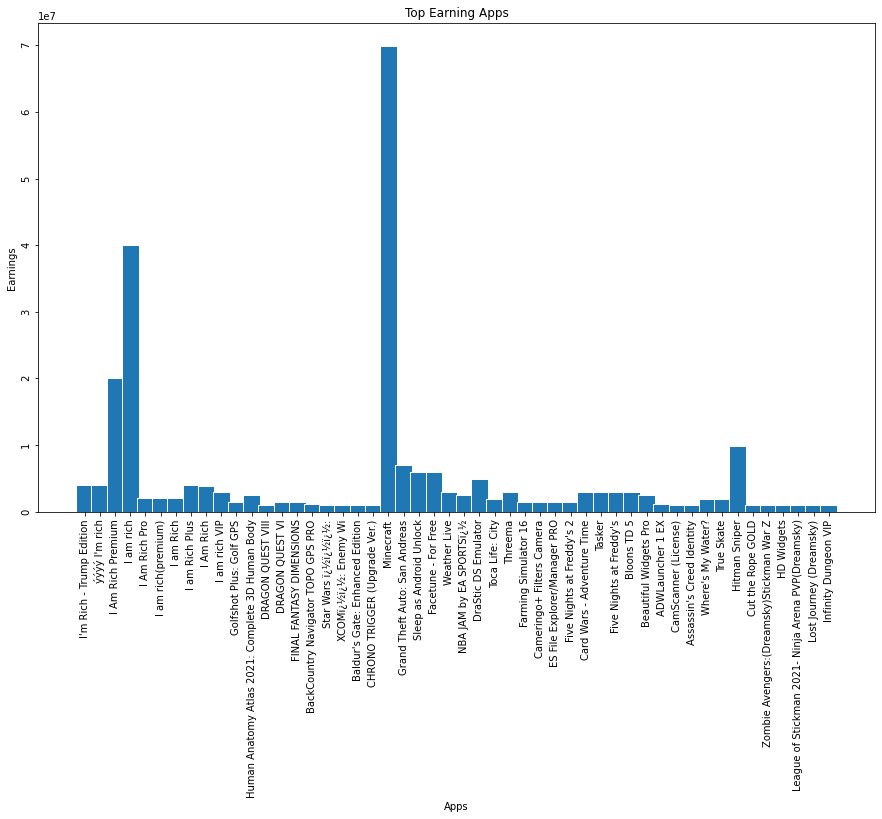 Top Earning Apps
1e7
7
6
5
4
3
2
1
0
Earnings
I'm Rich - Trump Edition
ýýýý I'm rich
I Am Rich Premium
I am rich
I Am Rich Pro
I am rich(premium)
I am Rich
I am Rich Plus
I Am Rich
I am rich VIP
Golfshot Plus: Golf GPS
Human Anatomy Atlas 2021: Complete 3D Human Body
DRAGON QUEST VIII
DRAGON QUEST VI
FINAL FANTASY DIMENSIONS
BackCountry Navigator TOPO GPS PRO
Star Wars ï¿½ï¿½ï¿½:
XCOMï¿½ï¿½: Enemy Wi
Baldur's Gate: Enhanced Edition
CHRONO TRIGGER (Upgrade Ver.)
Minecraft
Grand Theft Auto: San Andreas
Sleep as Android Unlock
Facetune - For Free
Weather Live
NBA JAM by EA SPORTSï¿½
DraStic DS Emulator
Toca Life: City
Threema
Farming Simulator 16
Cameringo+ Filters Camera
ES File Explorer/Manager PRO
Five Nights at Freddy's 2
Card Wars - Adventure Time
Tasker
Five Nights at Freddy's
Bloons TD 5
Beautiful Widgets Pro
ADWLauncher 1 EX
CamScanner (License)
Assassin's Creed Identity
Where's My Water?
True Skate
Hitman Sniper
Cut the Rope GOLD
Zombie Avengers:(Dreamsky)Stickman War Z
HD Widgets
League of Stickman 2021- Ninja Arena PVP(Dreamsky)
Lost Journey (Dreamsky)
Infinity Dungeon VIP
Apps